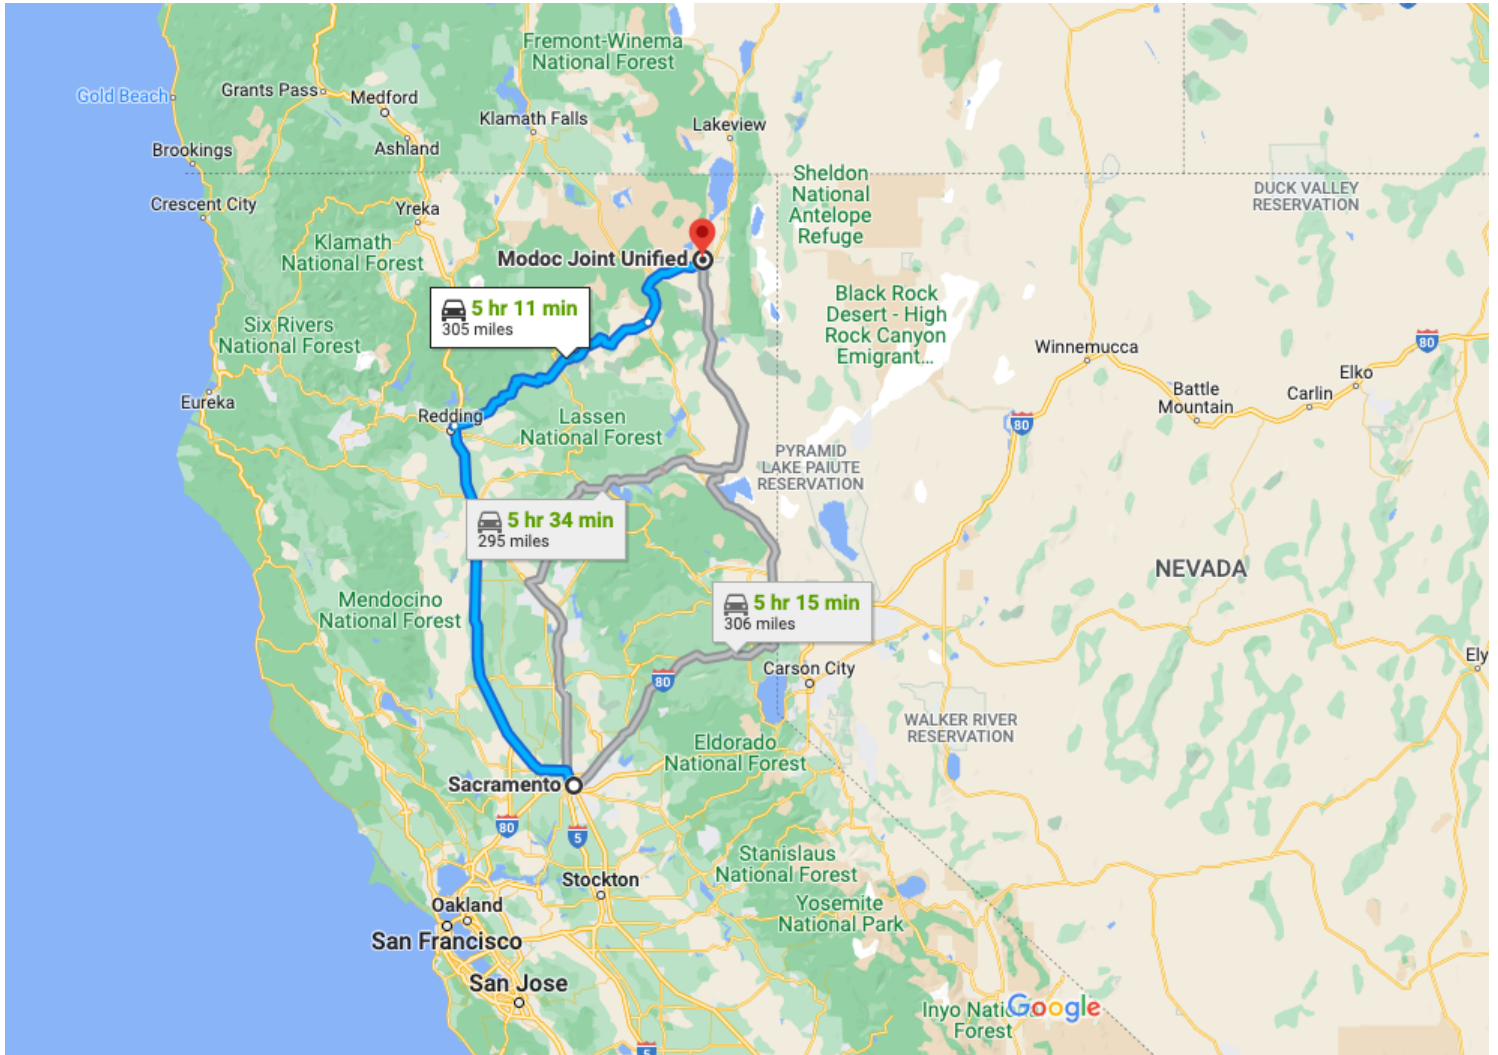 Fremont-Winema
National Forest
Gold Beach
Grants Pass
Medford
Klamath Falls
Lakeview
Brookings
Ashland
Sheldon
National
Antelope
Refuge
DUCK VALLEY
RESERVATION
Crescent City
Yreka
Klamath
National Forest
Modoc Joint Unified
5 hr 11 min
305 miles
Black Rock
Desert - High
Rock Canyon
Emigrant...
Six Rivers
National Forest
Winnemucca
80
Elko
Battle
Mountain
Carlin
Eureka
Redding
Lassen
National Forest
80
PYRAMID
LAKE PAIUTE
RESERVATION
5 hr 34 min
295 miles
NEVADA
Mendocino
National Forest
5 hr 15 min
306 miles
Carson City
Ely
80
WALKER RIVER
RESERVATION
Eldorado
National Forest
Sacramento
80
5
Stanislaus
National Forest
Stockton
Yosemite
National Park
Oakland
San Francisco
San Jose
Inyo Natio
Forest
Google
5